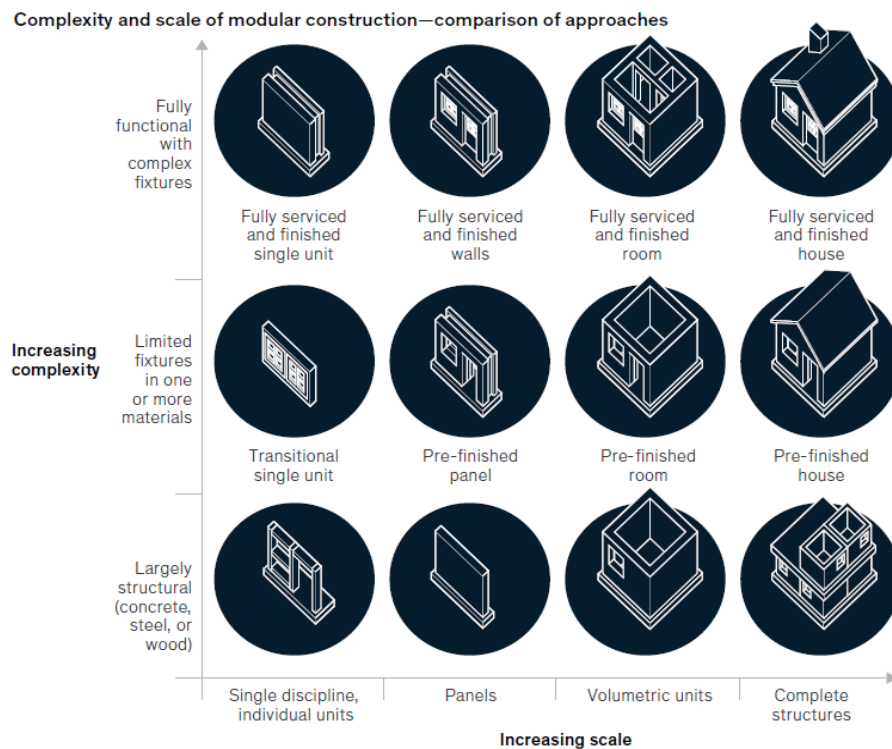 Complexity and scale of modular construction—comparison of approaches
Fully
functional
with
complex
fixtures
Fully serviced
and finished
single unit
Fully serviced
and finished
walls
Fully serviced
and finished
room
Fully serviced
and finished
house
Increasing
complexity
Limited
fixtures
in one
or more
materials
Transitional
single unit
Pre-finished
panel
Pre-finished
room
Pre-finished
house
Largely
structural
(concrete,
steel, or
wood)
Single discipline,
individual units
Panels
Volumetric units
Complete
structures
Increasing scale